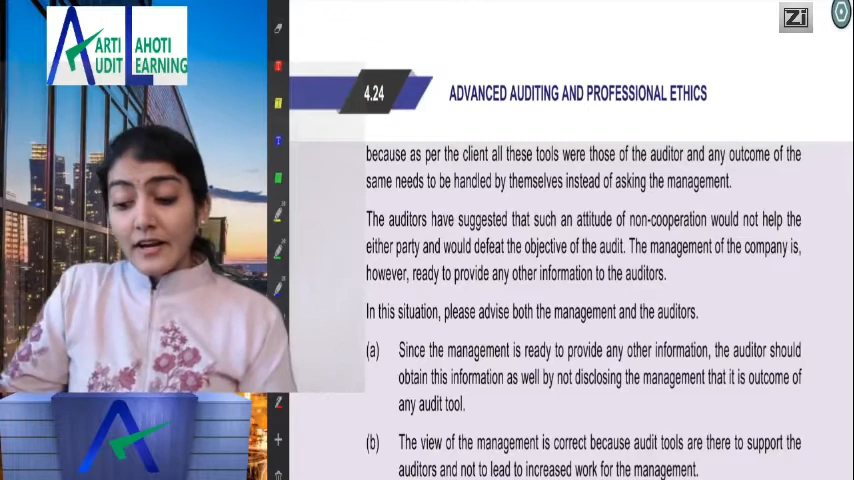 ARTI LAHOTI
AUDIT LEARNING
Zi
4.24
ADVANCED AUDITING AND PROFESSIONAL ETHICS
because as per the client all these tools were those of the auditor and any outcome of the
same needs to be handled by themselves instead of asking the management.
The auditors have suggested that such an attitude of non-cooperation would not help the
either party and would defeat the objective of the audit. The management of the company is,
however, ready to provide any other information to the auditors.
In this situation, please advise both the management and the auditors.
(a) Since the management is ready to provide any other information, the auditor should
obtain this information as well by not disclosing the management that it is outcome of
any audit tool.
(b) The view of the management is correct because audit tools are there to support the
auditors and not to lead to increased work for the management.